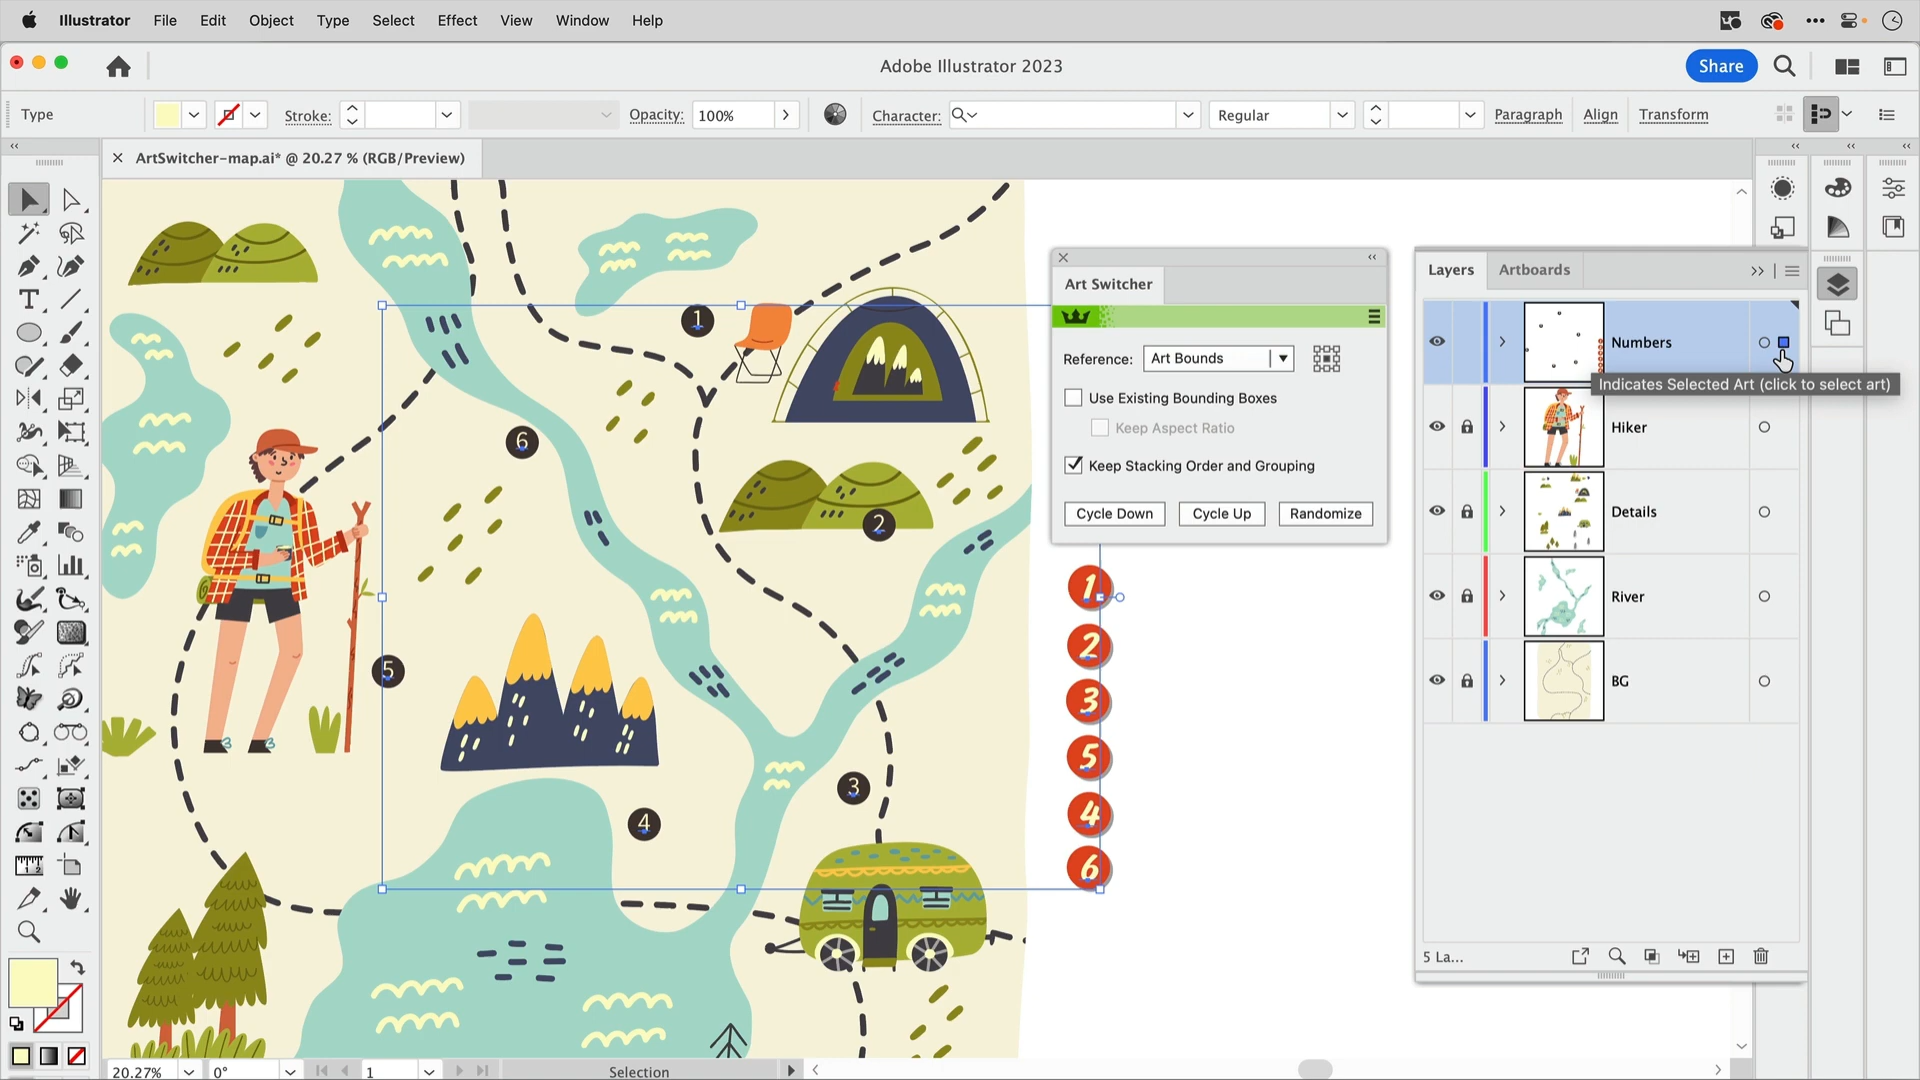 Illustrator File Edit Object Type Select Effect View Window Help
Adobe Illustrator 2023
Share
Type
Stroke:
Opacity: 100%
Character:
Regular
Paragraph Align Transform
ArtSwitcher-map.ai* @ 20.27 % (RGB/Preview)
Art Switcher
Reference: Art Bounds
Use Existing Bounding Boxes
Keep Aspect Ratio
Keep Stacking Order and Grouping
Cycle Down Cycle Up Randomize
Layers Artboards
Numbers
Indicates Selected Art (click to select art)
Hiker
Details
River
BG
5 La...
1
6
2
5
3
4
1
2
3
5
4
6
20.27% 0° 1 Selection